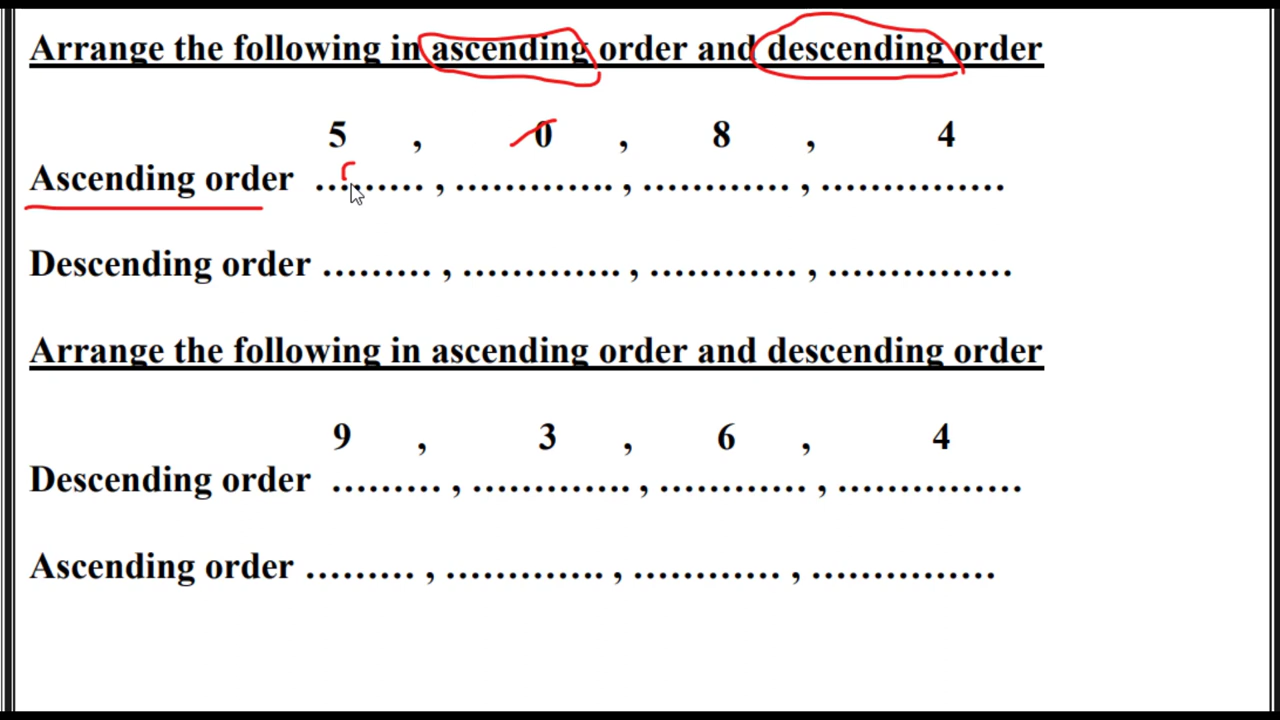 Arrange the following in ascending order and descending order
5 , 0 , 8 , 4
Ascending order ......... , ............. , ............ , ...............
Descending order ......... , ............. , ............ , ...............
Arrange the following in ascending order and descending order
9 , 3 , 6 , 4
Descending order ......... , ............. , ............ , ...............
Ascending order ......... , ............. , ............ , ...............